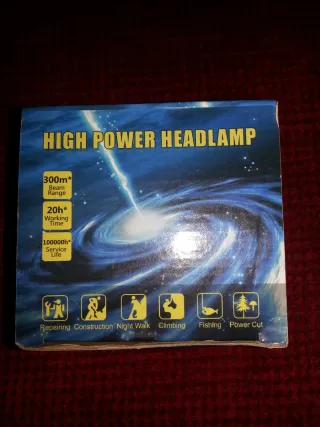 HIGH POWER HEADLAMP
300m*
Beam
Range
20h*
Working
Time
100000h*
Service
Life
Repairing Construction Night Walk Climbing Fishing Power Cut